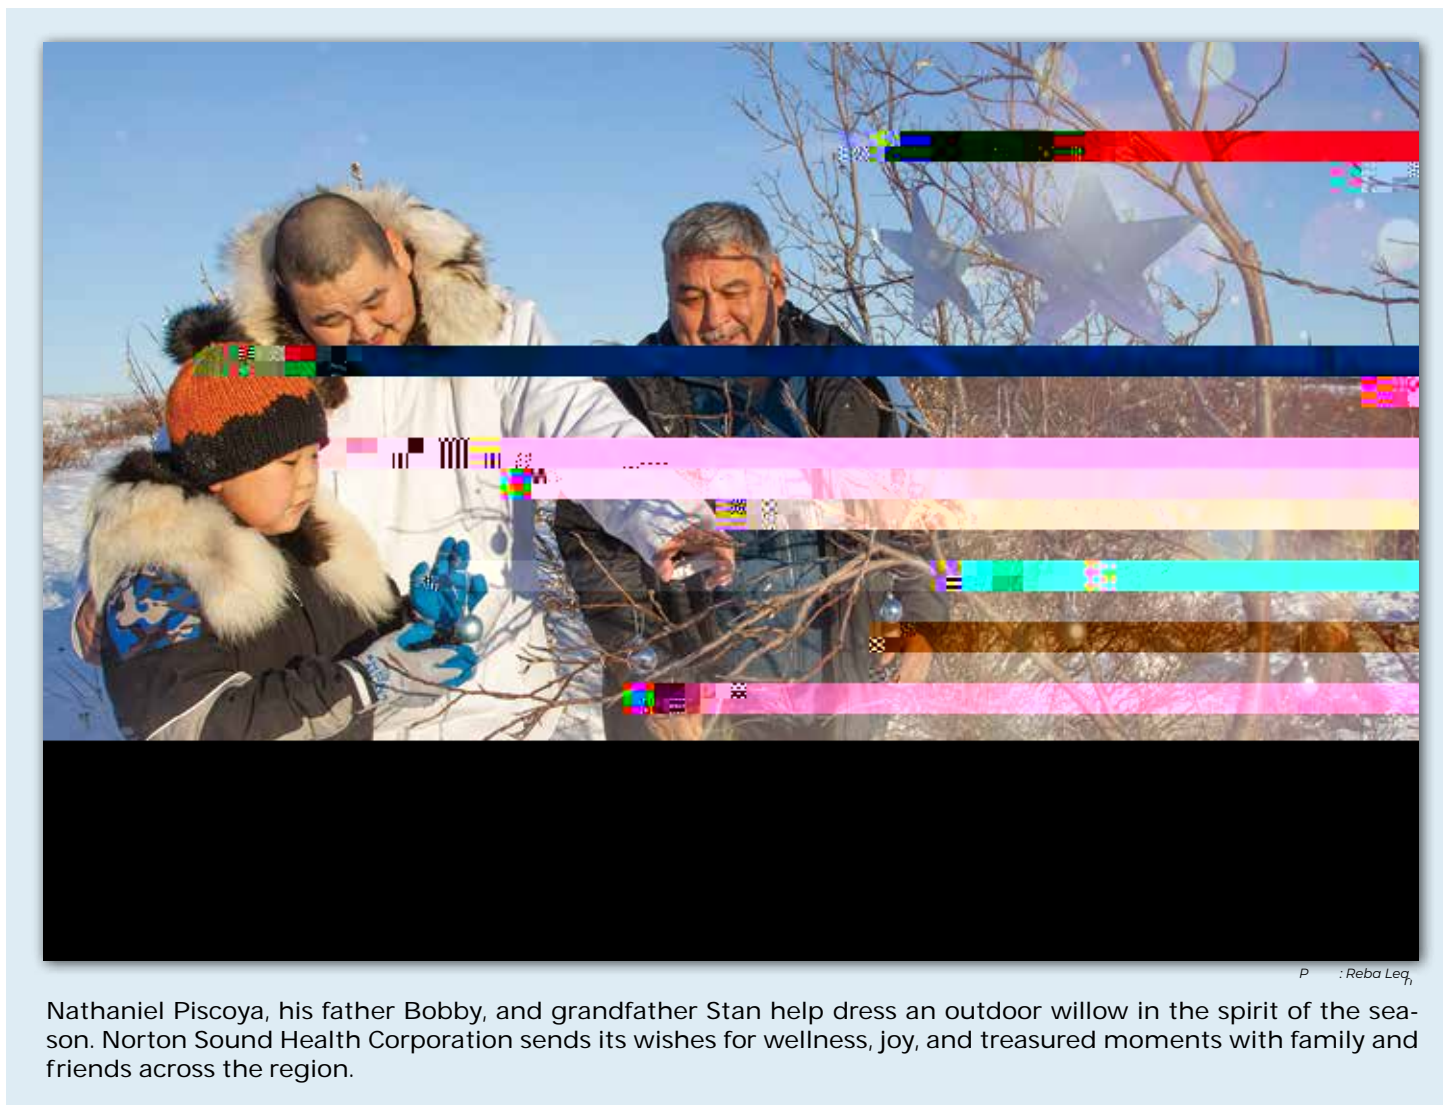 P : Reba Lean
Nathaniel Piscoya, his father Bobby, and grandfather Stan help dress an outdoor willow in the spirit of the sea-
son. Norton Sound Health Corporation sends its wishes for wellness, joy, and treasured moments with family and
friends across the region.